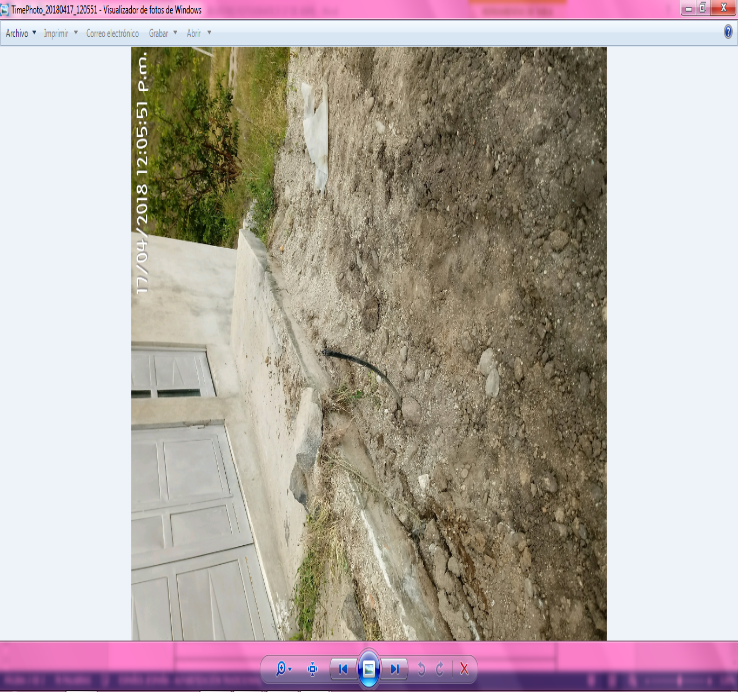 TimePhoto_20180417_120551 - Visualizador de fotos de Windows
Archivo Imprimir Correo electrónico Grabar Abrir
17/04/2018 12:05:51 p.m.